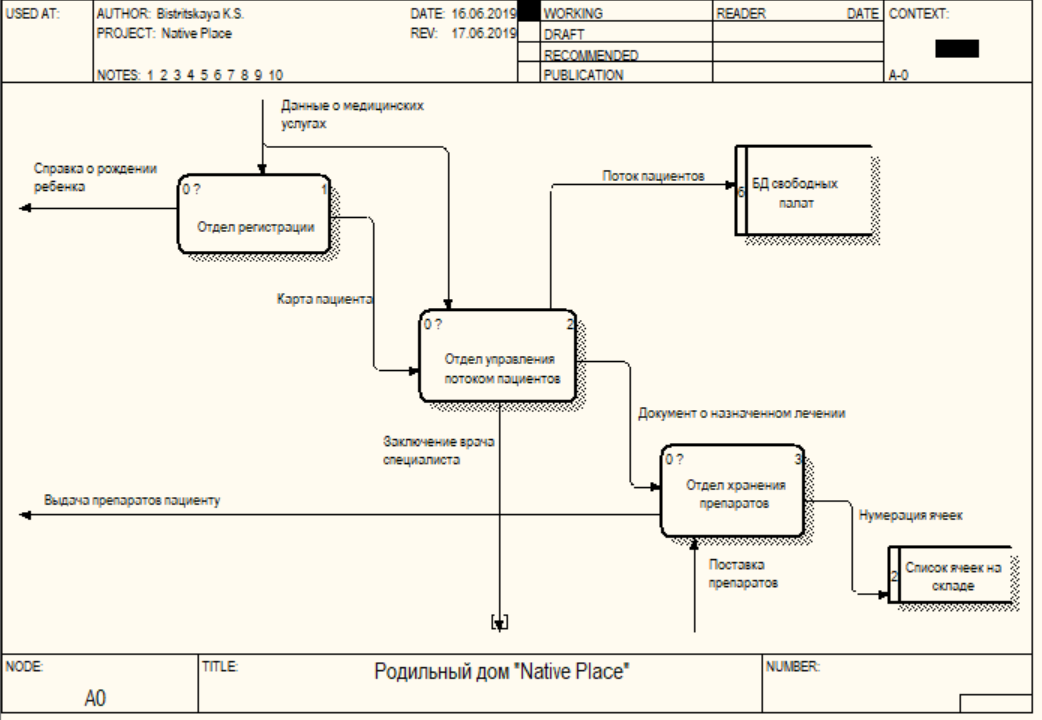 USED AT:
AUTHOR: Bistritskaya K.S.
DATE: 16.06.2019
WORKING
READER
DATE
CONTEXT:
PROJECT: Native Place
REV: 17.06.2019
DRAFT
RECOMMENDED
NOTES: 1 2 3 4 5 6 7 8 9 10
PUBLICATION
A-0
Данные о медицинских
услугах
Справка о рождении
ребенка
0 ?
1
Отдел регистрации
Поток пациентов
6
БД свободных
палат
Карта пациента
0 ?
2
Отдел управления
потоком пациентов
Документ о назначенном лечении
Заключение врача
специалиста
0 ?
3
Отдел хранения
препаратов
Выдача препаратов пациенту
Нумерация ячеек
Поставка
препаратов
2
Список ячеек на
складе
NODE:
A0
TITLE:
Родильный дом "Native Place"
NUMBER: